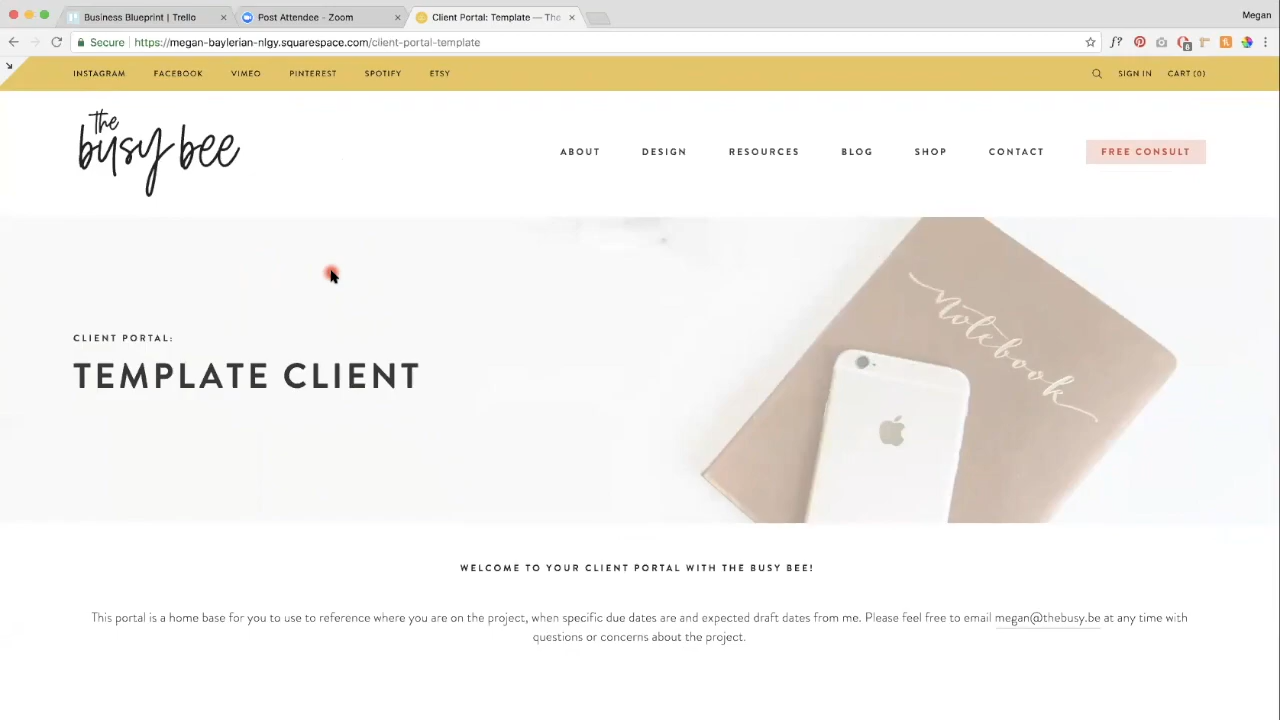 Business Blueprint | Trello
Post Attendee - Zoom
Client Portal: Template — The
Megan
Secure
https://megan-baylerian-nlgy.squarespace.com/client-portal-template
f?
INSTAGRAM
FACEBOOK
VIMEO
PINTEREST
SPOTIFY
ETSY
SIGN IN
CART (0)
the
busy bee
ABOUT
DESIGN
RESOURCES
BLOG
SHOP
CONTACT
FREE CONSULT
Notebook
CLIENT PORTAL:
TEMPLATE CLIENT
WELCOME TO YOUR CLIENT PORTAL WITH THE BUSY BEE!
This portal is a home base for you to use to reference where you are on the project, when specific due dates are and expected draft dates from me. Please feel free to email megan@thebusy.be at any time with
questions or concerns about the project.